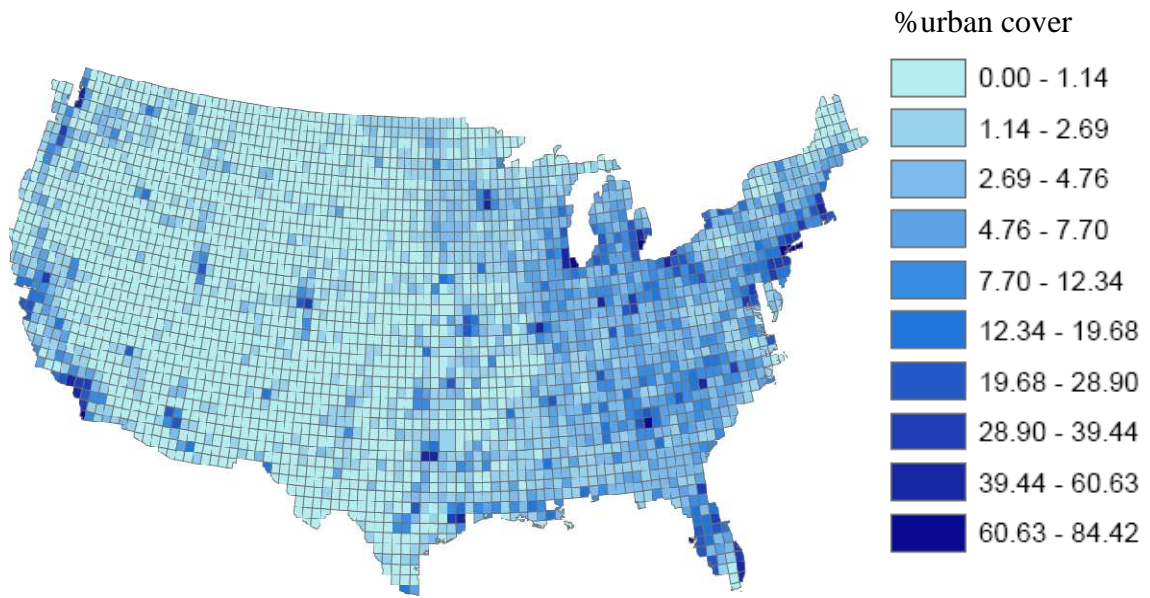 %urban cover
0.00 - 1.14
1.14 - 2.69
2.69 - 4.76
4.76 - 7.70
7.70 - 12.34
12.34 - 19.68
19.68 - 28.90
28.90 - 39.44
39.44 - 60.63
60.63 - 84.42